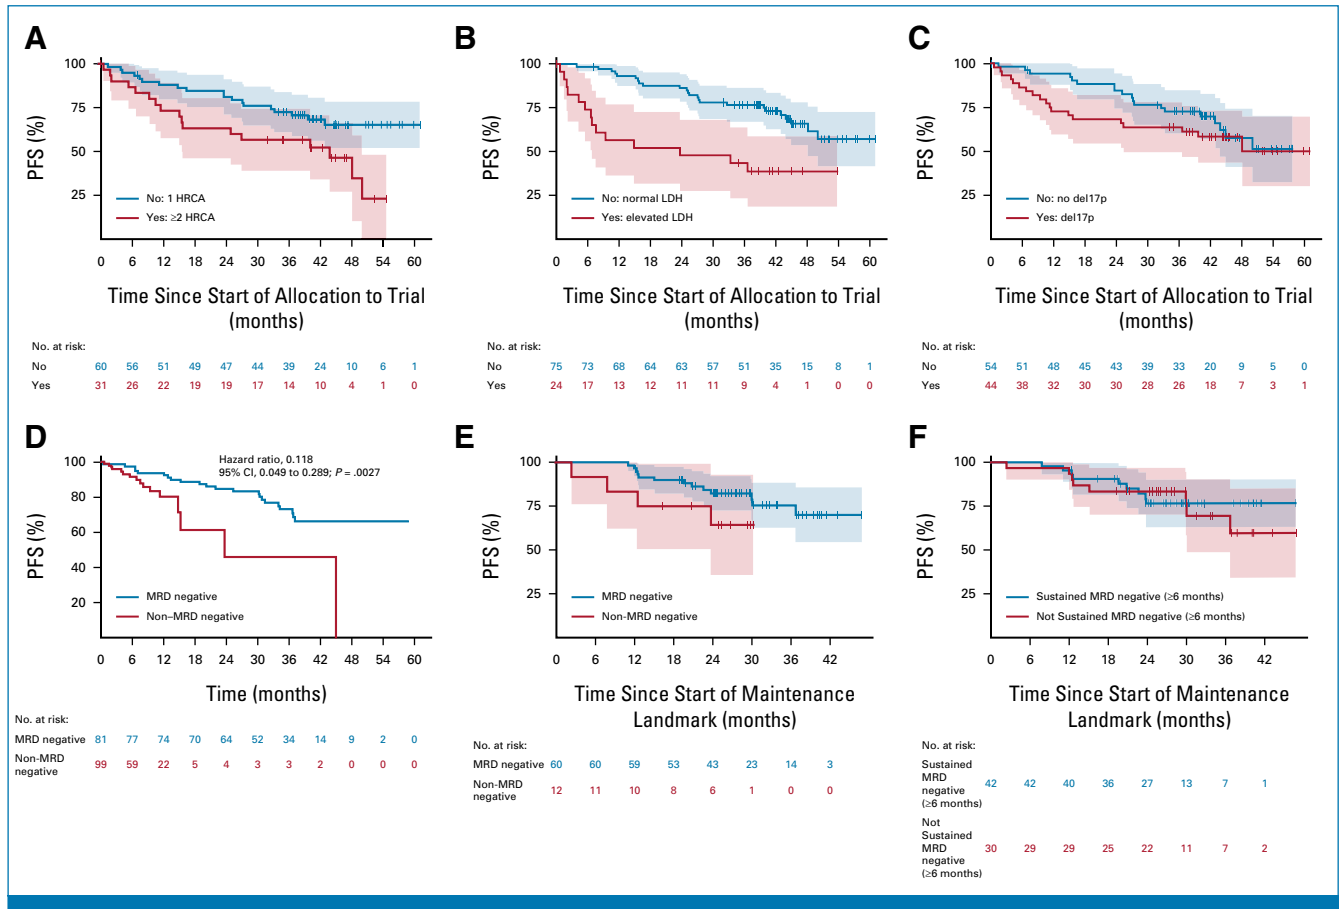 A
PFS (%)
100
75
50
25
No: 1 HRCA
Yes: ≥2 HRCA
0 6 12 18 24 30 36 42 48 54 60
Time Since Start of Allocation to Trial
(months)
No. at risk:
No 60 56 51 49 47 44 39 24 10 6 1
Yes 31 26 22 19 19 17 14 10 4 1 0
B
PFS (%)
100
75
50
25
No: normal LDH
Yes: elevated LDH
0 6 12 18 24 30 36 42 48 54 60
Time Since Start of Allocation to Trial
(months)
No. at risk:
No 75 73 68 64 63 57 51 35 15 8 1
Yes 24 17 13 12 11 11 9 4 1 0 0
C
PFS (%)
100
75
50
25
No: no del17p
Yes: del17p
0 6 12 18 24 30 36 42 48 54 60
Time Since Start of Allocation to Trial
(months)
No. at risk:
No 54 51 48 45 43 39 33 20 9 5 0
Yes 44 38 32 30 30 28 26 18 7 3 1
D
PFS (%)
100
80
60
40
20
Hazard ratio, 0.118
95% CI, 0.049 to 0.289; P = .0027
MRD negative
Non–MRD negative
0 6 12 18 24 30 36 42 48 54 60
Time (months)
No. at risk:
MRD negative 81 77 74 70 64 52 34 14 9 2 0
Non-MRD
negative 99 59 22 5 4 3 3 2 0 0 0
E
PFS (%)
100
75
50
25
MRD negative
Non-MRD negative
0 6 12 18 24 30 36 42
Time Since Start of Maintenance
Landmark (months)
No. at risk:
MRD negative 60 60 59 53 43 23 14 3
Non-MRD
negative 12 11 10 8 6 1 0 0
F
PFS (%)
100
75
50
25
Sustained MRD negative (≥6 months)
Not Sustained MRD negative (≥6 months)
0 6 12 18 24 30 36 42
Time Since Start of Maintenance
Landmark (months)
No. at risk:
Sustained
MRD
negative
(≥6 months) 42 42 40 36 27 13 7 1
Not
Sustained
MRD
negative
(≥6 months) 30 29 29 25 22 11 7 2